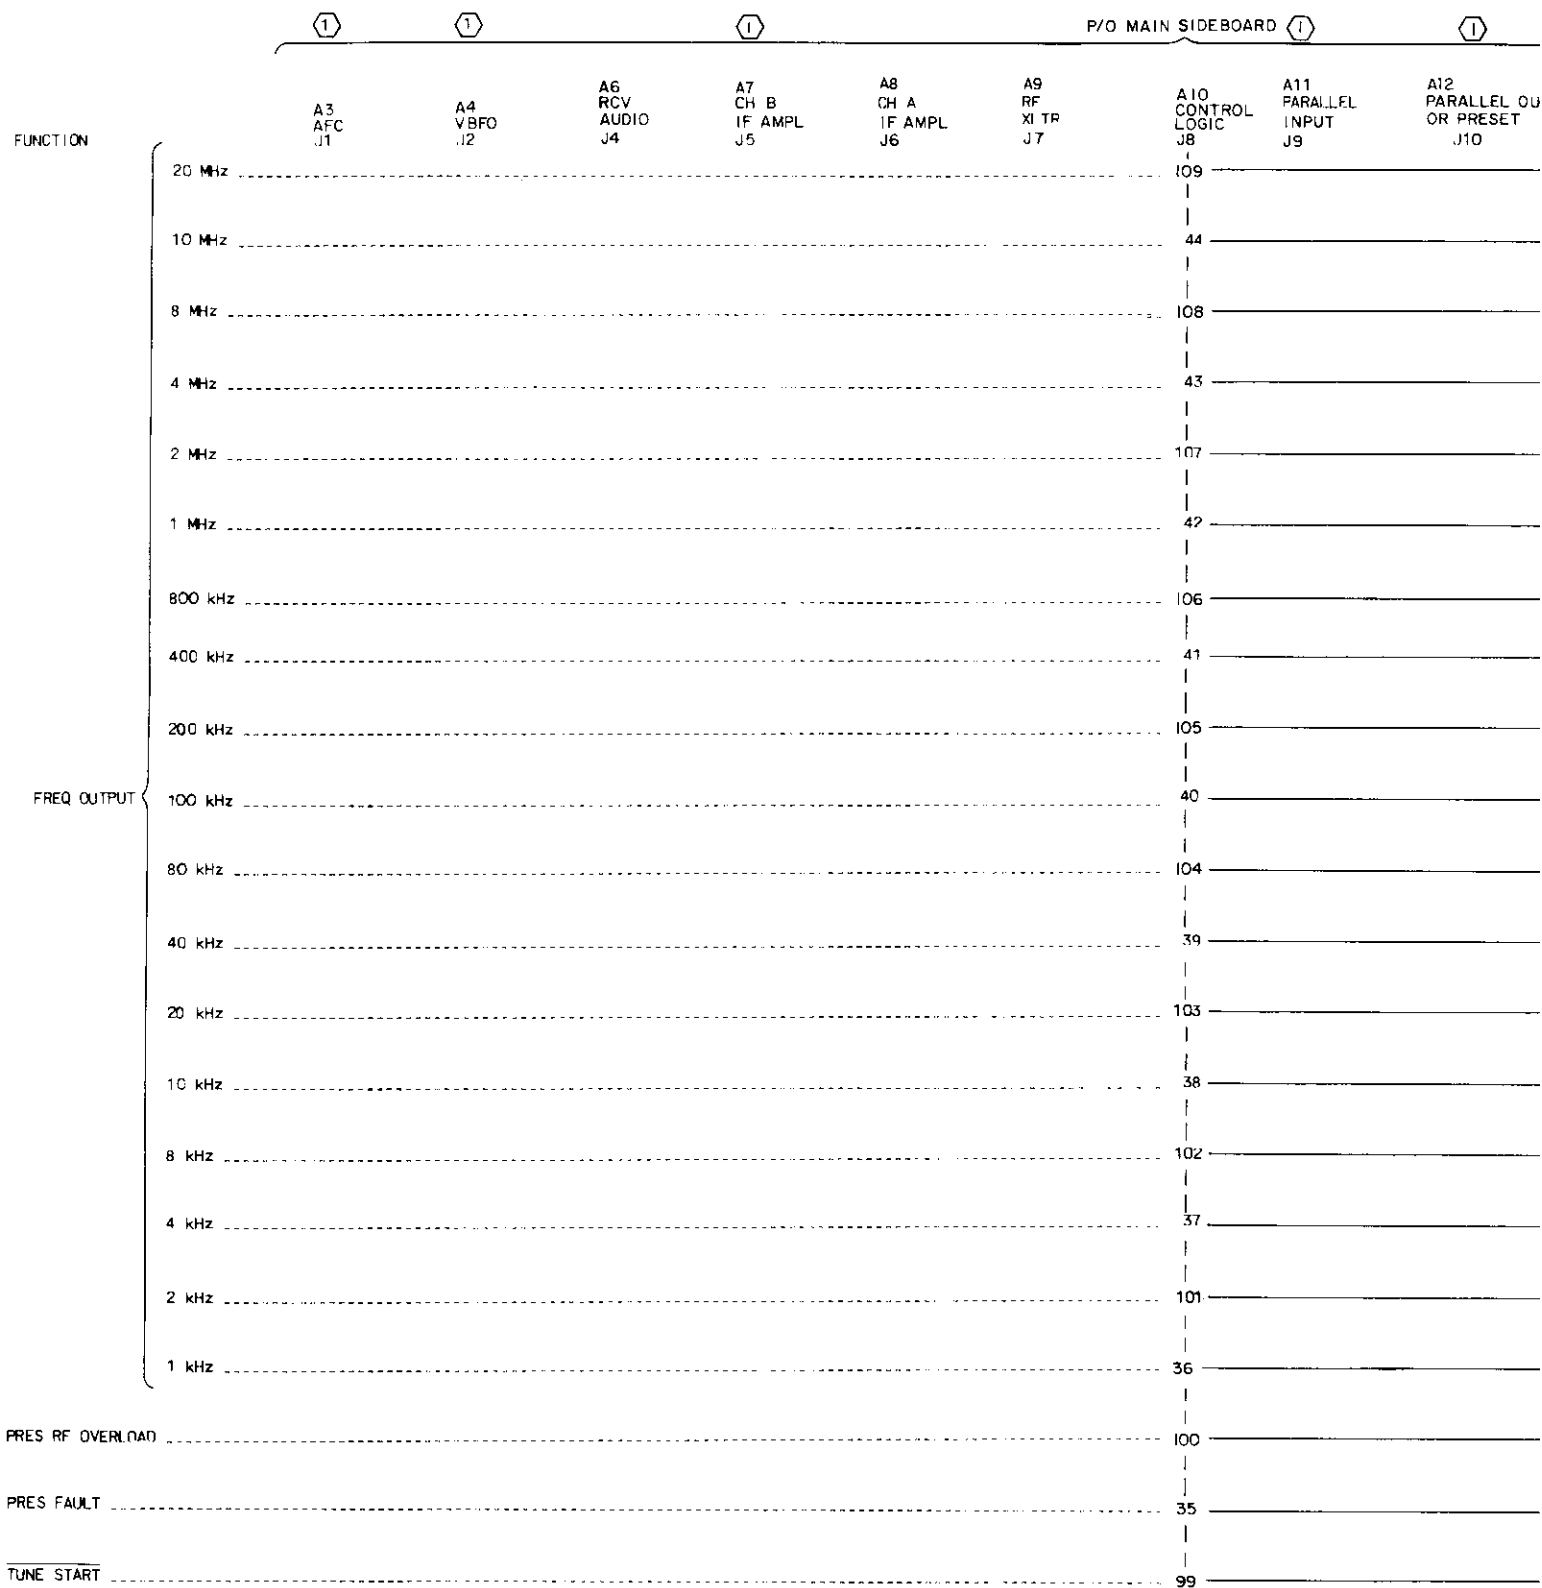 1 1 1 P/O MAIN SIDEBOARD 1 1
A3 AFC J1
A4 VBFO J2
A6 RCV AUDIO J4
A7 CH B IF AMPL J5
A8 CH A IF AMPL J6
A9 RF XLTR J7
A10 CONTROL LOGIC J8
A11 PARALLEL INPUT J9
A12 PARALLEL OU OR PRESET J10
FUNCTION
20 MHz 109
10 MHz 44
8 MHz 108
4 MHz 43
2 MHz 107
1 MHz 42
800 kHz 106
400 kHz 41
200 kHz 105
FREQ OUTPUT 100 kHz 40
80 kHz 104
40 kHz 39
20 kHz 103
10 kHz 38
8 kHz 102
4 kHz 37
2 kHz 101
1 kHz 36
PRES RF OVERLOAD 100
PRES FAULT 35
TUNE START 99